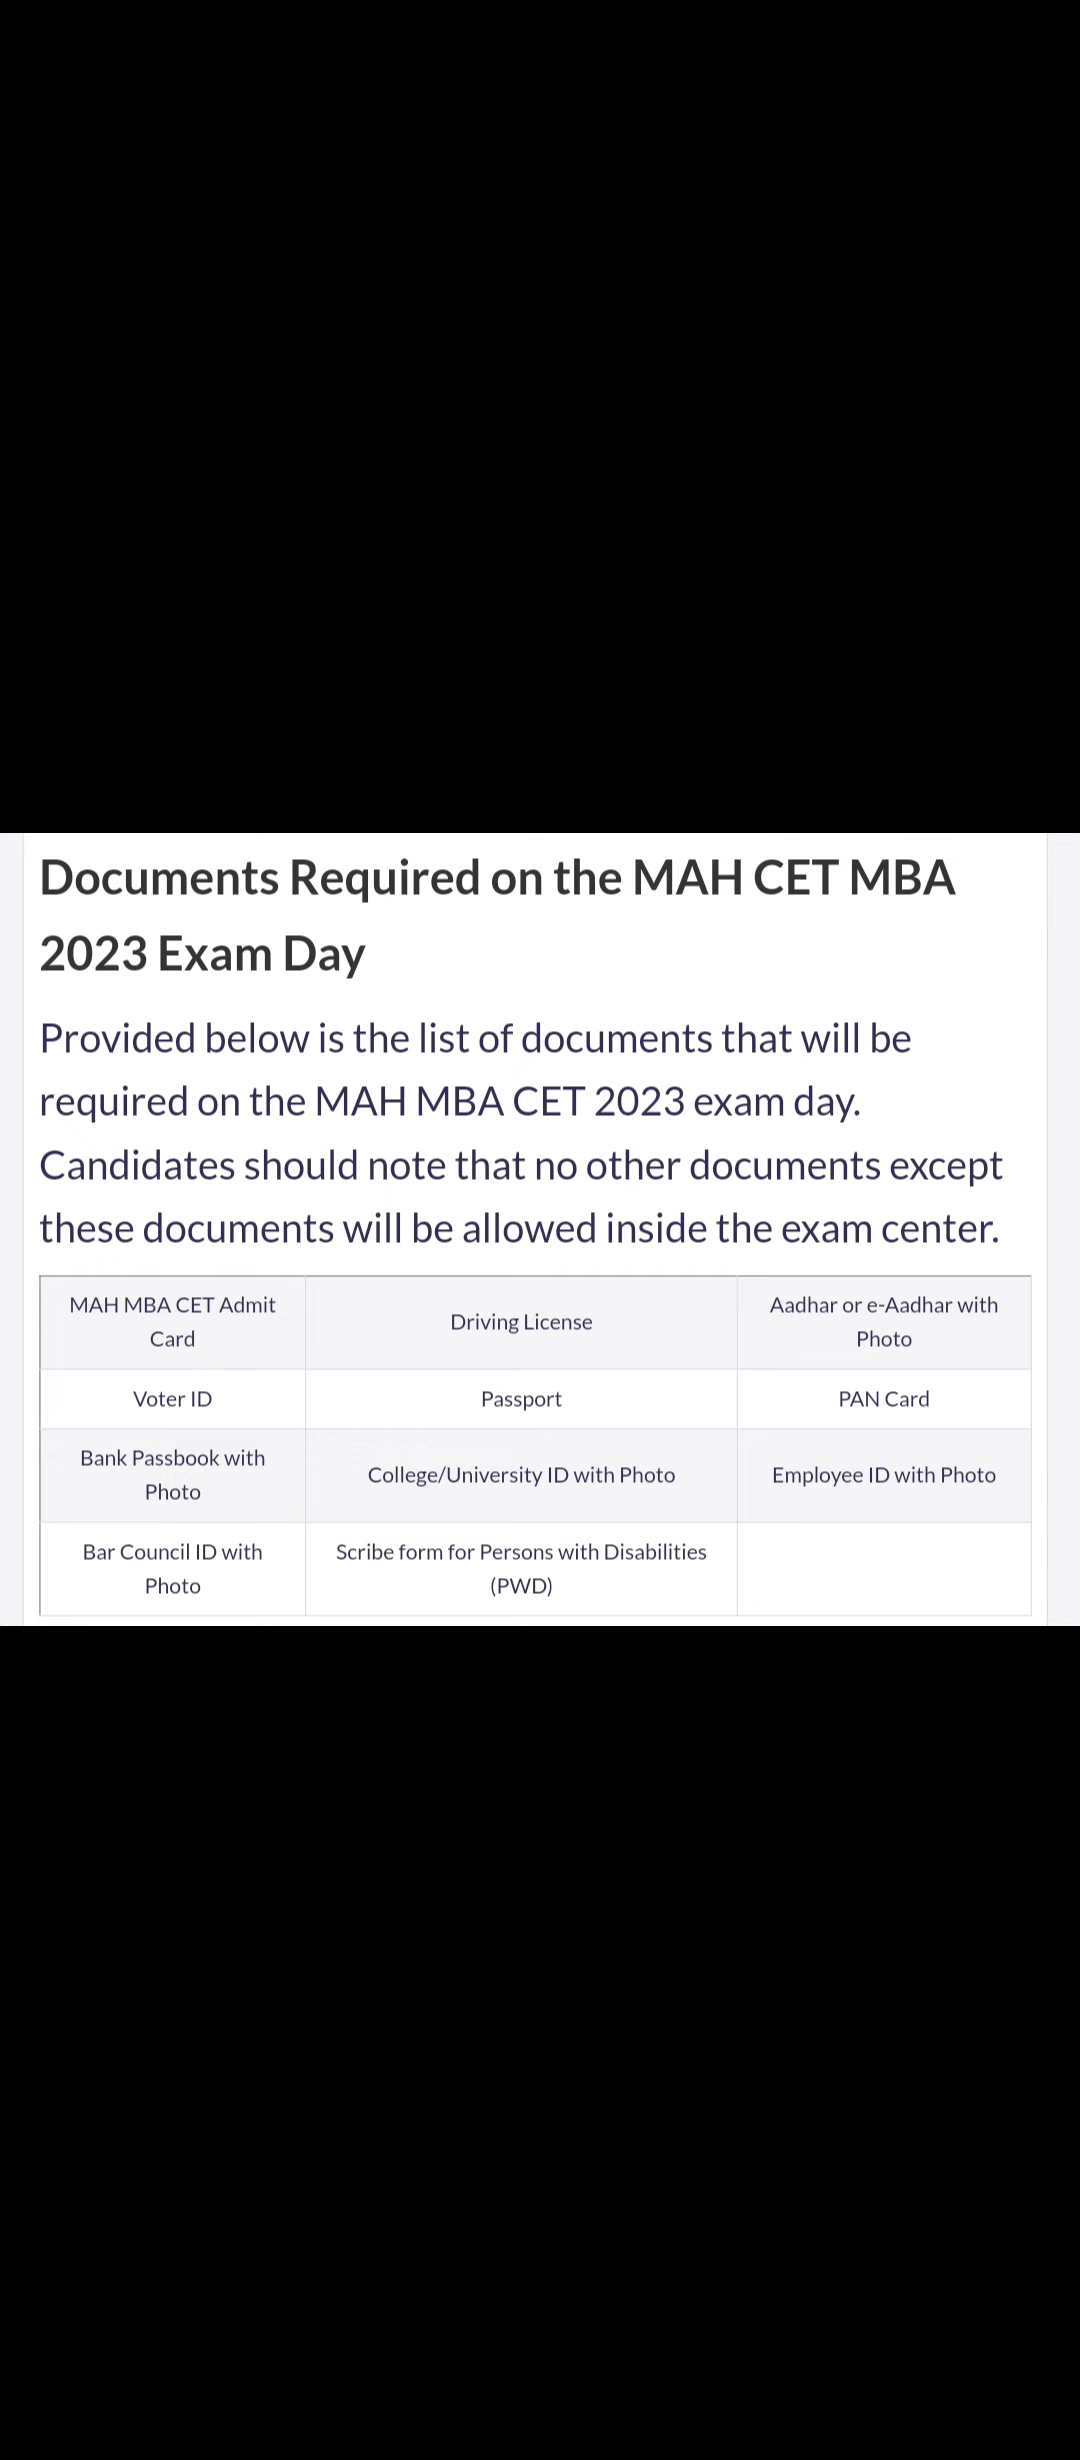 Documents Required on the MAH CET MBA
2023 Exam Day
Provided below is the list of documents that will be
required on the MAH MBA CET 2023 exam day.
Candidates should note that no other documents except
these documents will be allowed inside the exam center.
MAH MBA CET Admit
Card
Driving License
Aadhar or e-Aadhar with
Photo
Voter ID
Passport
PAN Card
Bank Passbook with
Photo
College/University ID with Photo
Employee ID with Photo
Bar Council ID with
Photo
Scribe form for Persons with Disabilities
(PWD)